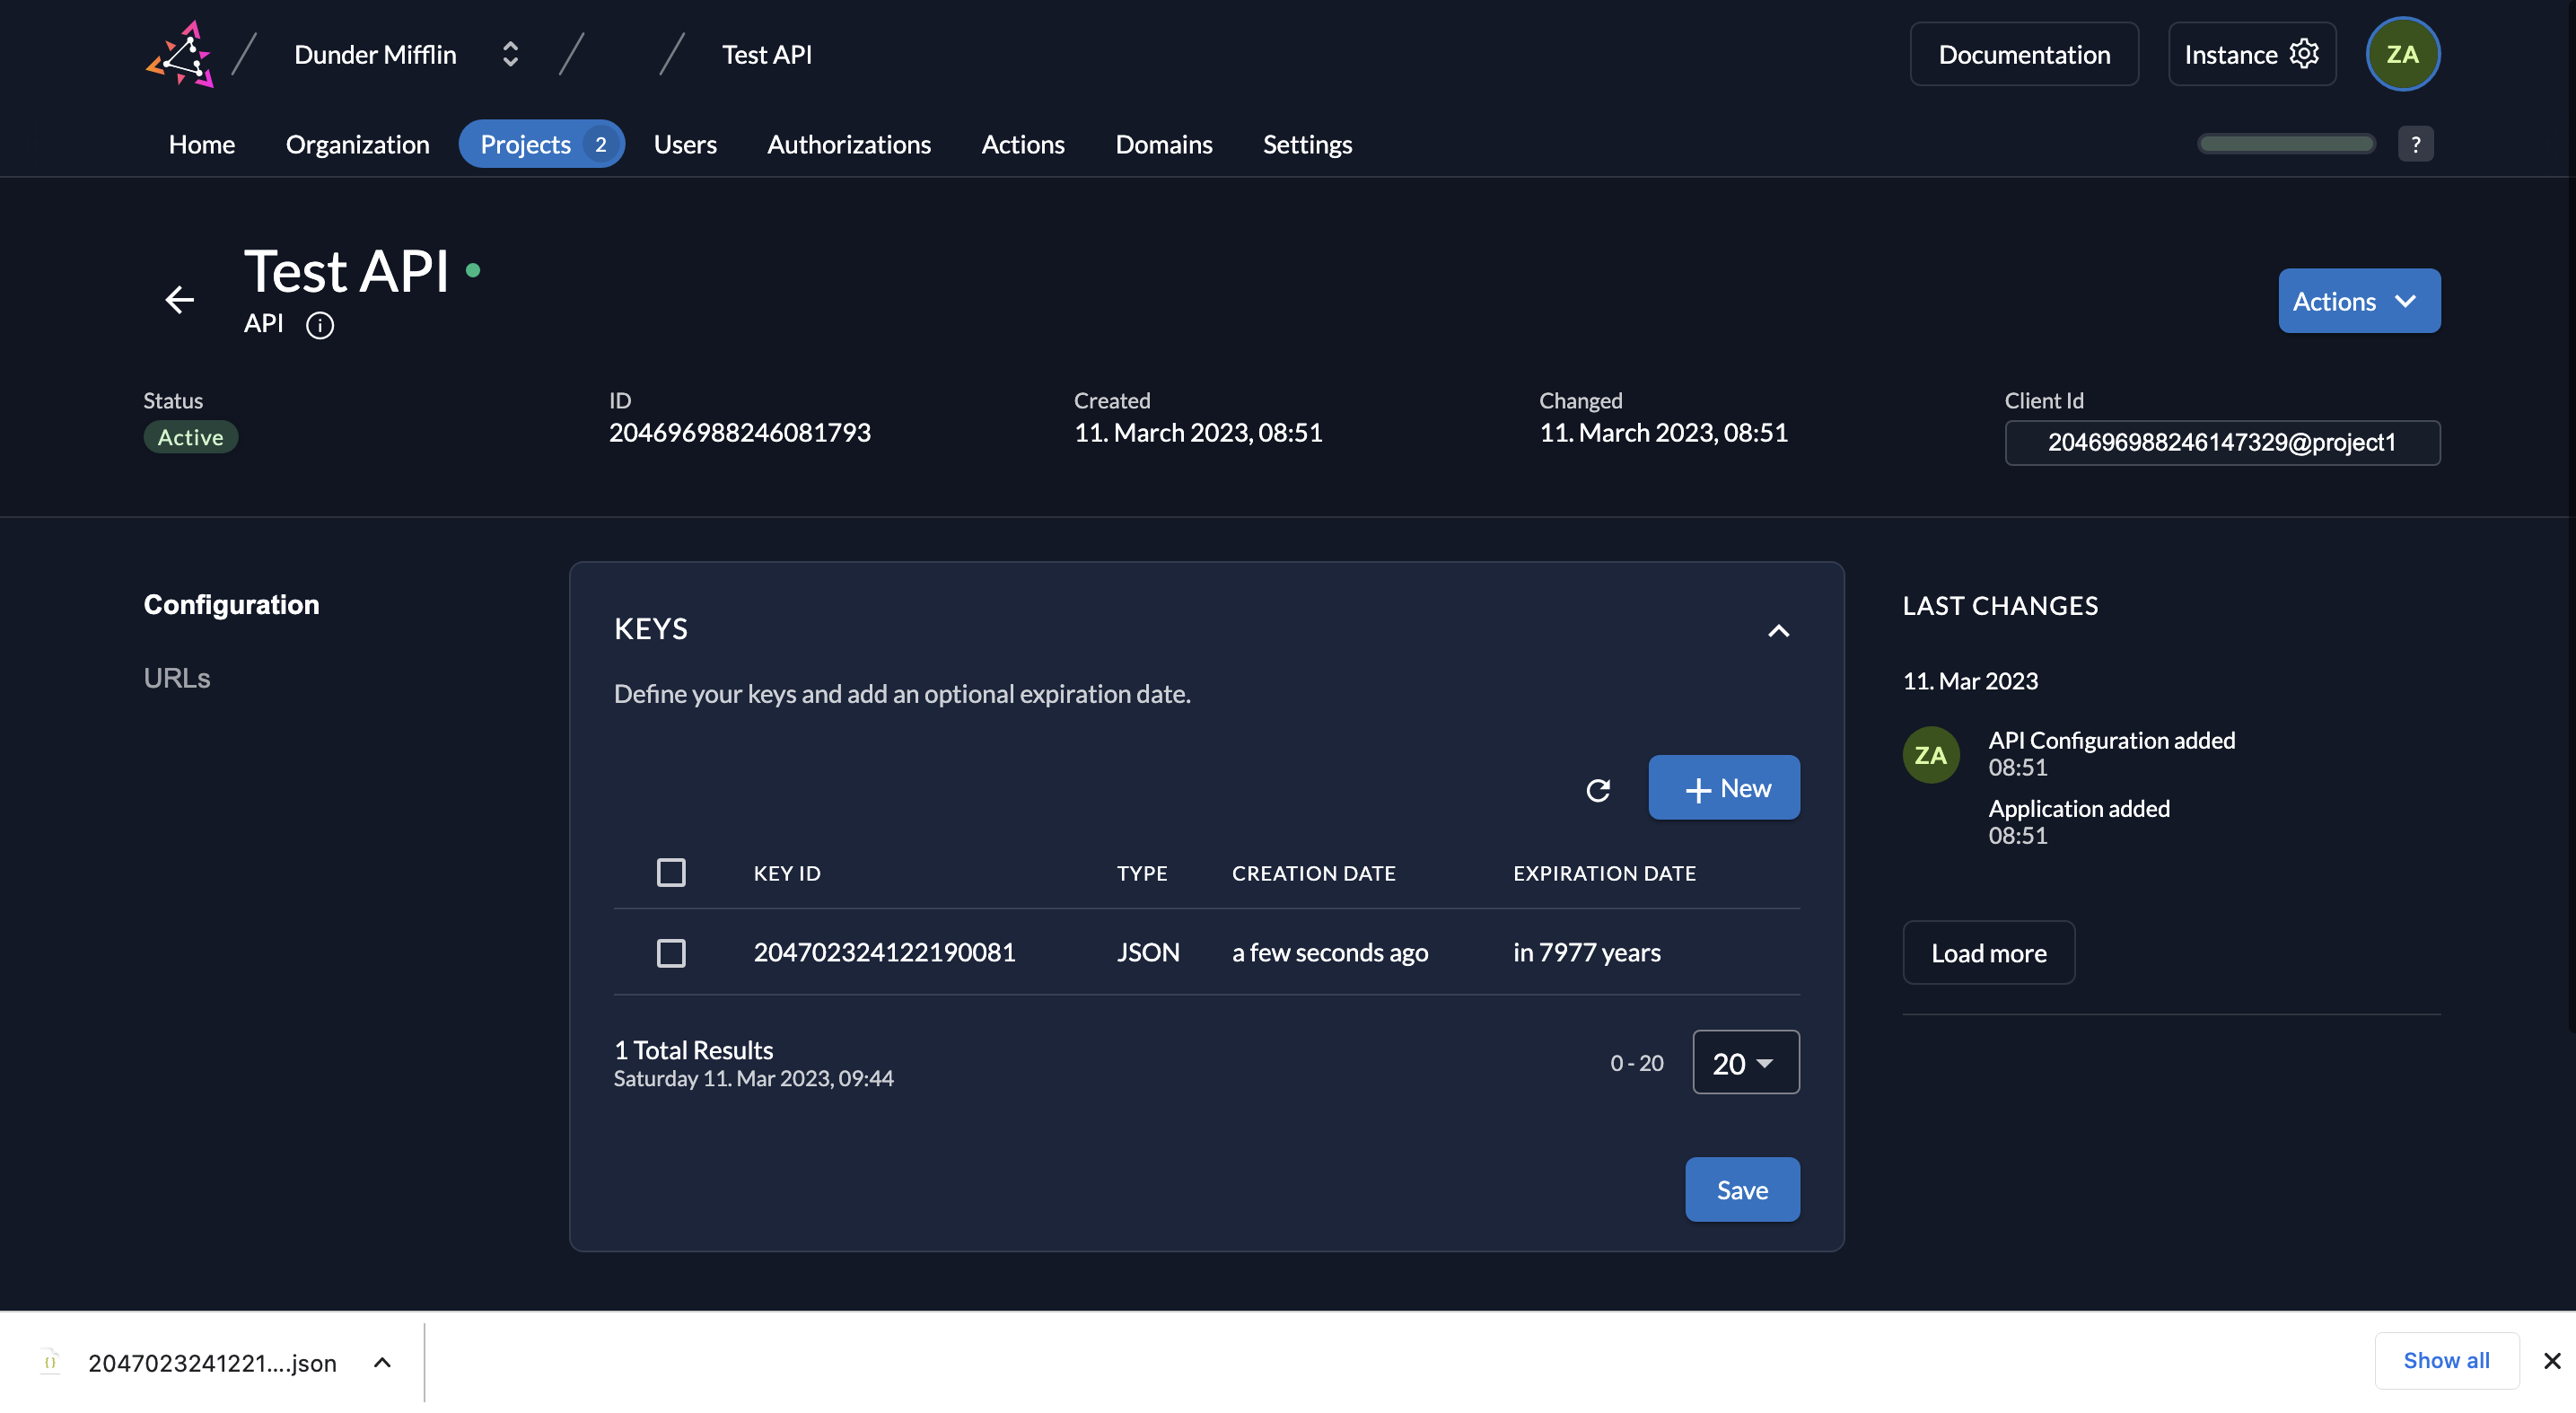 Dunder Mifflin
Test API
Documentation
Instance
ZA
Home
Organization
Projects 2
Users
Authorizations
Actions
Domains
Settings
?
Test API
API
Actions
Status
Active
ID
204696988246081793
Created
11. March 2023, 08:51
Changed
11. March 2023, 08:51
Client Id
204696988246147329@project1
Configuration
URLs
KEYS
Define your keys and add an optional expiration date.
New
KEY ID TYPE CREATION DATE EXPIRATION DATE
204702324122190081 JSON a few seconds ago in 7977 years
1 Total Results
Saturday 11. Mar 2023, 09:44
0 - 20
20
Save
LAST CHANGES
11. Mar 2023
ZA
API Configuration added
08:51
Application added
08:51
Load more
2047023241221....json
Show all